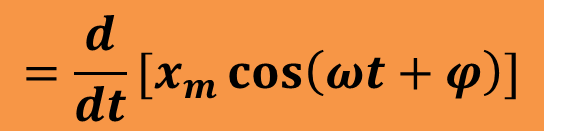 = d/dt [x_m cos(ωt + φ)]